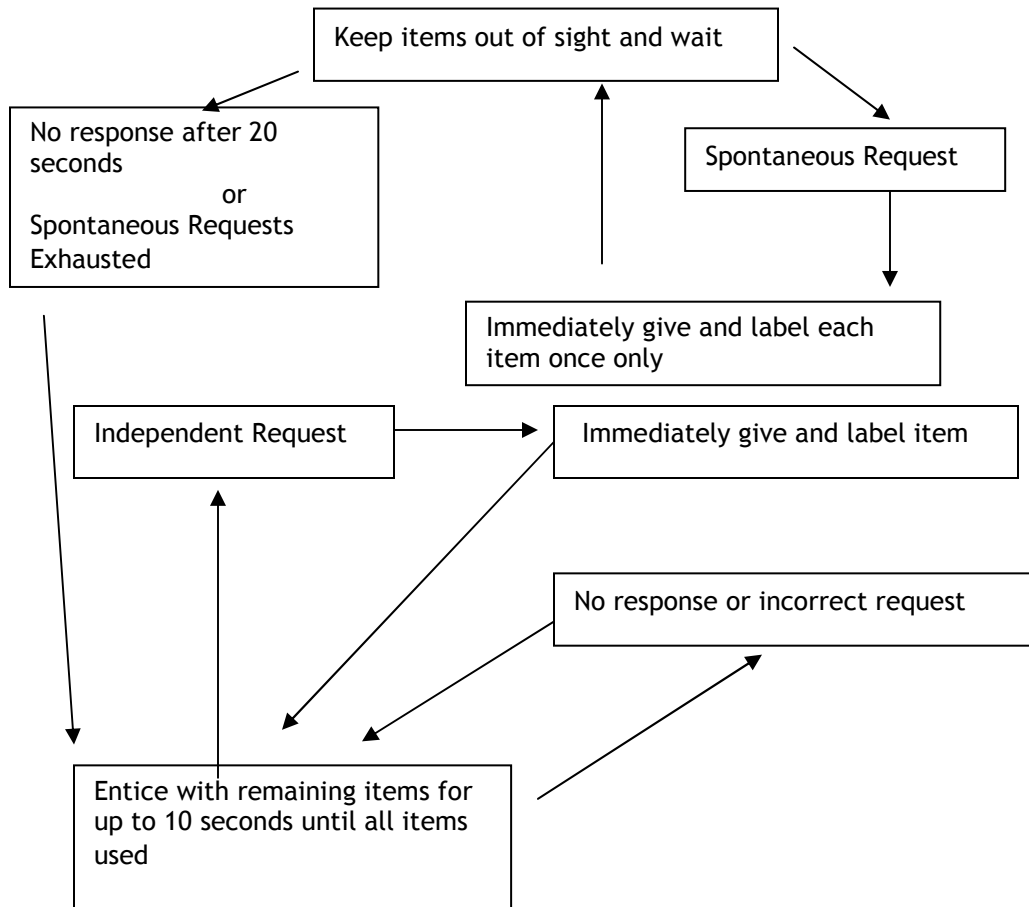 Keep items out of sight and wait
No response after 20
seconds
or
Spontaneous Requests
Exhausted
Spontaneous Request
Immediately give and label each
item once only
Independent Request
Immediately give and label item
No response or incorrect request
Entice with remaining items for
up to 10 seconds until all items
used